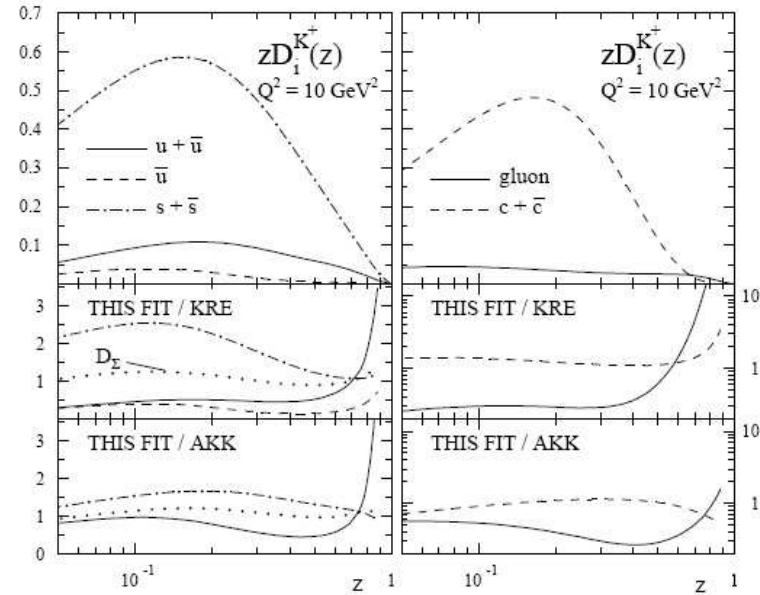 0.7
0.6
0.5
0.4
0.3
0.2
0.1
zD_i^{K^+}(z)
Q² = 10 GeV²
u + u̅
u̅
s + s̅
zD_i^{K^+}(z)
Q² = 10 GeV²
gluon
c + c̅
3
2
1
THIS FIT / KRE
D_Σ
THIS FIT / KRE
10
1
3
2
1
0
THIS FIT / AKK
THIS FIT / AKK
10
1
10⁻¹
z
1
10⁻¹
z
1